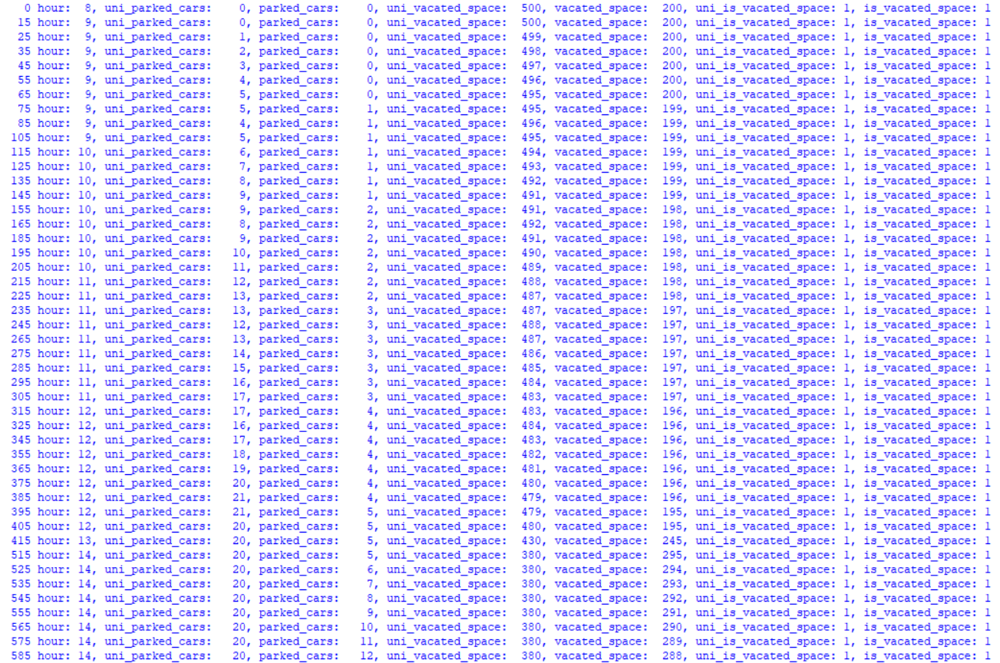 0 hour:  8, uni_parked_cars:    0, parked_cars:    0, uni_vacated_space:  500, vacated_space:  200, uni_is_vacated_space: 1, is_vacated_space: 1
15 hour:  9, uni_parked_cars:    0, parked_cars:    0, uni_vacated_space:  500, vacated_space:  200, uni_is_vacated_space: 1, is_vacated_space: 1
25 hour:  9, uni_parked_cars:    1, parked_cars:    0, uni_vacated_space:  499, vacated_space:  200, uni_is_vacated_space: 1, is_vacated_space: 1
35 hour:  9, uni_parked_cars:    2, parked_cars:    0, uni_vacated_space:  498, vacated_space:  200, uni_is_vacated_space: 1, is_vacated_space: 1
45 hour:  9, uni_parked_cars:    3, parked_cars:    0, uni_vacated_space:  497, vacated_space:  200, uni_is_vacated_space: 1, is_vacated_space: 1
55 hour:  9, uni_parked_cars:    4, parked_cars:    0, uni_vacated_space:  496, vacated_space:  200, uni_is_vacated_space: 1, is_vacated_space: 1
65 hour:  9, uni_parked_cars:    5, parked_cars:    0, uni_vacated_space:  495, vacated_space:  200, uni_is_vacated_space: 1, is_vacated_space: 1
75 hour:  9, uni_parked_cars:    5, parked_cars:    1, uni_vacated_space:  495, vacated_space:  199, uni_is_vacated_space: 1, is_vacated_space: 1
85 hour:  9, uni_parked_cars:    4, parked_cars:    1, uni_vacated_space:  496, vacated_space:  199, uni_is_vacated_space: 1, is_vacated_space: 1
105 hour:  9, uni_parked_cars:    5, parked_cars:    1, uni_vacated_space:  495, vacated_space:  199, uni_is_vacated_space: 1, is_vacated_space: 1
115 hour: 10, uni_parked_cars:    6, parked_cars:    1, uni_vacated_space:  494, vacated_space:  199, uni_is_vacated_space: 1, is_vacated_space: 1
125 hour: 10, uni_parked_cars:    7, parked_cars:    1, uni_vacated_space:  493, vacated_space:  199, uni_is_vacated_space: 1, is_vacated_space: 1
135 hour: 10, uni_parked_cars:    8, parked_cars:    1, uni_vacated_space:  492, vacated_space:  199, uni_is_vacated_space: 1, is_vacated_space: 1
145 hour: 10, uni_parked_cars:    9, parked_cars:    1, uni_vacated_space:  491, vacated_space:  199, uni_is_vacated_space: 1, is_vacated_space: 1
155 hour: 10, uni_parked_cars:    9, parked_cars:    2, uni_vacated_space:  491, vacated_space:  198, uni_is_vacated_space: 1, is_vacated_space: 1
165 hour: 10, uni_parked_cars:    8, parked_cars:    2, uni_vacated_space:  492, vacated_space:  198, uni_is_vacated_space: 1, is_vacated_space: 1
185 hour: 10, uni_parked_cars:    9, parked_cars:    2, uni_vacated_space:  491, vacated_space:  198, uni_is_vacated_space: 1, is_vacated_space: 1
195 hour: 10, uni_parked_cars:   10, parked_cars:    2, uni_vacated_space:  490, vacated_space:  198, uni_is_vacated_space: 1, is_vacated_space: 1
205 hour: 10, uni_parked_cars:   11, parked_cars:    2, uni_vacated_space:  489, vacated_space:  198, uni_is_vacated_space: 1, is_vacated_space: 1
215 hour: 11, uni_parked_cars:   12, parked_cars:    2, uni_vacated_space:  488, vacated_space:  198, uni_is_vacated_space: 1, is_vacated_space: 1
225 hour: 11, uni_parked_cars:   13, parked_cars:    2, uni_vacated_space:  487, vacated_space:  198, uni_is_vacated_space: 1, is_vacated_space: 1
235 hour: 11, uni_parked_cars:   13, parked_cars:    3, uni_vacated_space:  487, vacated_space:  197, uni_is_vacated_space: 1, is_vacated_space: 1
245 hour: 11, uni_parked_cars:   12, parked_cars:    3, uni_vacated_space:  488, vacated_space:  197, uni_is_vacated_space: 1, is_vacated_space: 1
265 hour: 11, uni_parked_cars:   13, parked_cars:    3, uni_vacated_space:  487, vacated_space:  197, uni_is_vacated_space: 1, is_vacated_space: 1
275 hour: 11, uni_parked_cars:   14, parked_cars:    3, uni_vacated_space:  486, vacated_space:  197, uni_is_vacated_space: 1, is_vacated_space: 1
285 hour: 11, uni_parked_cars:   15, parked_cars:    3, uni_vacated_space:  485, vacated_space:  197, uni_is_vacated_space: 1, is_vacated_space: 1
295 hour: 11, uni_parked_cars:   16, parked_cars:    3, uni_vacated_space:  484, vacated_space:  197, uni_is_vacated_space: 1, is_vacated_space: 1
305 hour: 11, uni_parked_cars:   17, parked_cars:    3, uni_vacated_space:  483, vacated_space:  197, uni_is_vacated_space: 1, is_vacated_space: 1
315 hour: 12, uni_parked_cars:   17, parked_cars:    4, uni_vacated_space:  483, vacated_space:  196, uni_is_vacated_space: 1, is_vacated_space: 1
325 hour: 12, uni_parked_cars:   16, parked_cars:    4, uni_vacated_space:  484, vacated_space:  196, uni_is_vacated_space: 1, is_vacated_space: 1
345 hour: 12, uni_parked_cars:   17, parked_cars:    4, uni_vacated_space:  483, vacated_space:  196, uni_is_vacated_space: 1, is_vacated_space: 1
355 hour: 12, uni_parked_cars:   18, parked_cars:    4, uni_vacated_space:  482, vacated_space:  196, uni_is_vacated_space: 1, is_vacated_space: 1
365 hour: 12, uni_parked_cars:   19, parked_cars:    4, uni_vacated_space:  481, vacated_space:  196, uni_is_vacated_space: 1, is_vacated_space: 1
375 hour: 12, uni_parked_cars:   20, parked_cars:    4, uni_vacated_space:  480, vacated_space:  196, uni_is_vacated_space: 1, is_vacated_space: 1
385 hour: 12, uni_parked_cars:   21, parked_cars:    4, uni_vacated_space:  479, vacated_space:  196, uni_is_vacated_space: 1, is_vacated_space: 1
395 hour: 12, uni_parked_cars:   21, parked_cars:    5, uni_vacated_space:  479, vacated_space:  195, uni_is_vacated_space: 1, is_vacated_space: 1
405 hour: 12, uni_parked_cars:   20, parked_cars:    5, uni_vacated_space:  480, vacated_space:  195, uni_is_vacated_space: 1, is_vacated_space: 1
415 hour: 13, uni_parked_cars:   20, parked_cars:    5, uni_vacated_space:  430, vacated_space:  245, uni_is_vacated_space: 1, is_vacated_space: 1
515 hour: 14, uni_parked_cars:   20, parked_cars:    5, uni_vacated_space:  380, vacated_space:  295, uni_is_vacated_space: 1, is_vacated_space: 1
525 hour: 14, uni_parked_cars:   20, parked_cars:    6, uni_vacated_space:  380, vacated_space:  294, uni_is_vacated_space: 1, is_vacated_space: 1
535 hour: 14, uni_parked_cars:   20, parked_cars:    7, uni_vacated_space:  380, vacated_space:  293, uni_is_vacated_space: 1, is_vacated_space: 1
545 hour: 14, uni_parked_cars:   20, parked_cars:    8, uni_vacated_space:  380, vacated_space:  292, uni_is_vacated_space: 1, is_vacated_space: 1
555 hour: 14, uni_parked_cars:   20, parked_cars:    9, uni_vacated_space:  380, vacated_space:  291, uni_is_vacated_space: 1, is_vacated_space: 1
565 hour: 14, uni_parked_cars:   20, parked_cars:   10, uni_vacated_space:  380, vacated_space:  290, uni_is_vacated_space: 1, is_vacated_space: 1
575 hour: 14, uni_parked_cars:   20, parked_cars:   11, uni_vacated_space:  380, vacated_space:  289, uni_is_vacated_space: 1, is_vacated_space: 1
585 hour: 14, uni_parked_cars:   20, parked_cars:   12, uni_vacated_space:  380, vacated_space:  288, uni_is_vacated_space: 1, is_vacated_space: 1